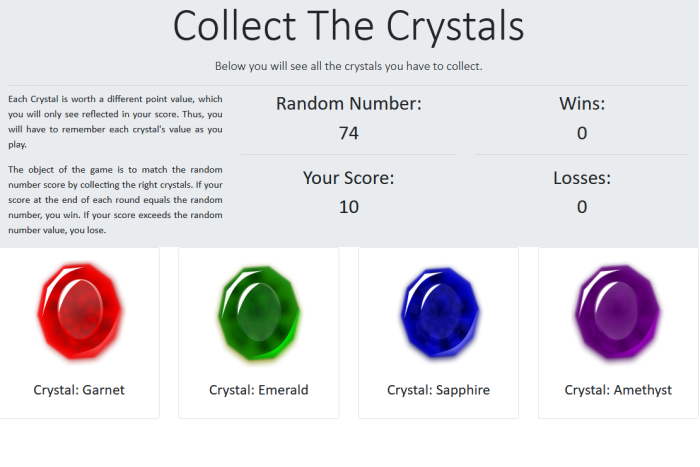 Collect The Crystals
Below you will see all the crystals you have to collect.
Each Crystal is worth a different point value, which
you will only see reflected in your score. Thus, you
will have to remember each crystal's value as you
play.
The object of the game is to match the random
number score by collecting the right crystals. If your
score at the end of each round equals the random
number, you win. If your score exceeds the random
number value, you lose.
Random Number:
74
Wins:
0
Your Score:
10
Losses:
0
Crystal: Garnet
Crystal: Emerald
Crystal: Sapphire
Crystal: Amethyst